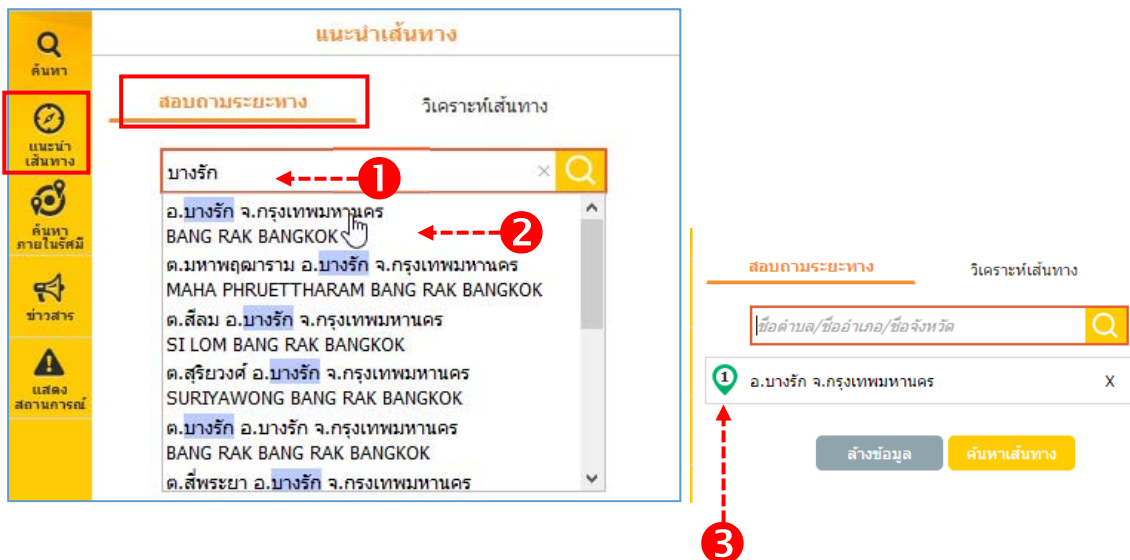 ค้นหา
แนะนำ
เส้นทาง
ค้นหา
ภายในรัศมี
ข่าวสาร
แสดง
สถานการณ์
แนะนำเส้นทาง
สอบถามระยะทาง
วิเคราะห์เส้นทาง
บางรัก
1
อ.บางรัก จ.กรุงเทพมหานคร
BANG RAK BANGKOK
2
ต.มหาพฤฒาราม อ.บางรัก จ.กรุงเทพมหานคร
MAHA PHRUETTHARAM BANG RAK BANGKOK
ต.สีลม อ.บางรัก จ.กรุงเทพมหานคร
SI LOM BANG RAK BANGKOK
ต.สุริยวงศ์ อ.บางรัก จ.กรุงเทพมหานคร
SURIYAWONG BANG RAK BANGKOK
ต.บางรัก อ.บางรัก จ.กรุงเทพมหานคร
BANG RAK BANG RAK BANGKOK
ต.สี่พระยา อ.บางรัก จ.กรุงเทพมหานคร
สอบถามระยะทาง
วิเคราะห์เส้นทาง
ชื่อตำบล/ชื่ออำเภอ/ชื่อจังหวัด
1 อ.บางรัก จ.กรุงเทพมหานคร X
ล้างข้อมูล
ค้นหาเส้นทาง
3